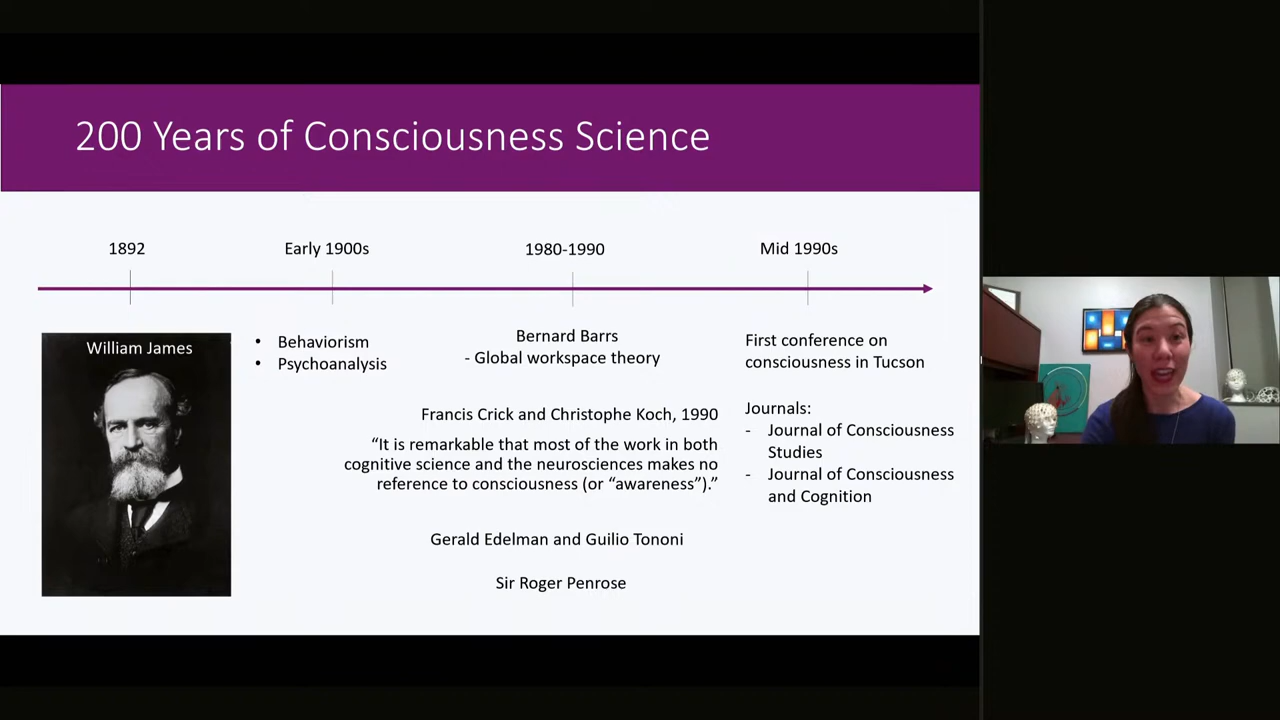 200 Years of Consciousness Science
1892
Early 1900s
1980-1990
Mid 1990s
William James
• Behaviorism
• Psychoanalysis
Bernard Barrs
- Global workspace theory
Francis Crick and Christophe Koch, 1990
“It is remarkable that most of the work in both
cognitive science and the neurosciences makes no
reference to consciousness (or “awareness”).”
Gerald Edelman and Guilio Tononi
Sir Roger Penrose
First conference on
consciousness in Tucson
Journals:
- Journal of Consciousness
Studies
- Journal of Consciousness
and Cognition